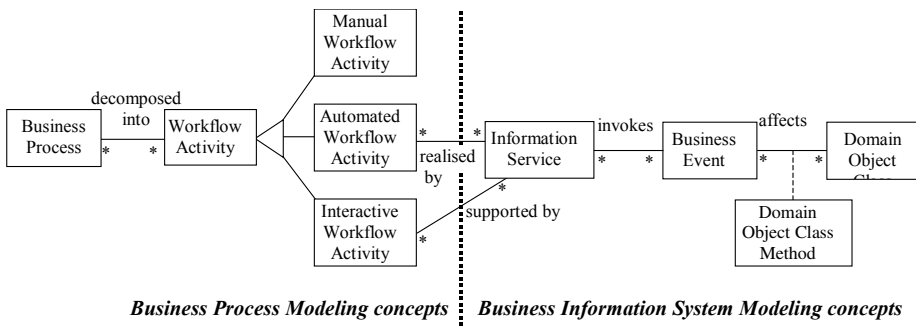 Manual
Workflow
Activity
decomposed
into
Business
Process
*
*
Workflow
Activity
Automated
Workflow
Activity
*
*
realised
by
Information
Service
invokes
*
*
Business
Event
affects
*
*
Domain
Object
Class
Interactive
Workflow
Activity
*
*
supported by
Domain
Object Class
Method
Business Process Modeling concepts
Business Information System Modeling concepts